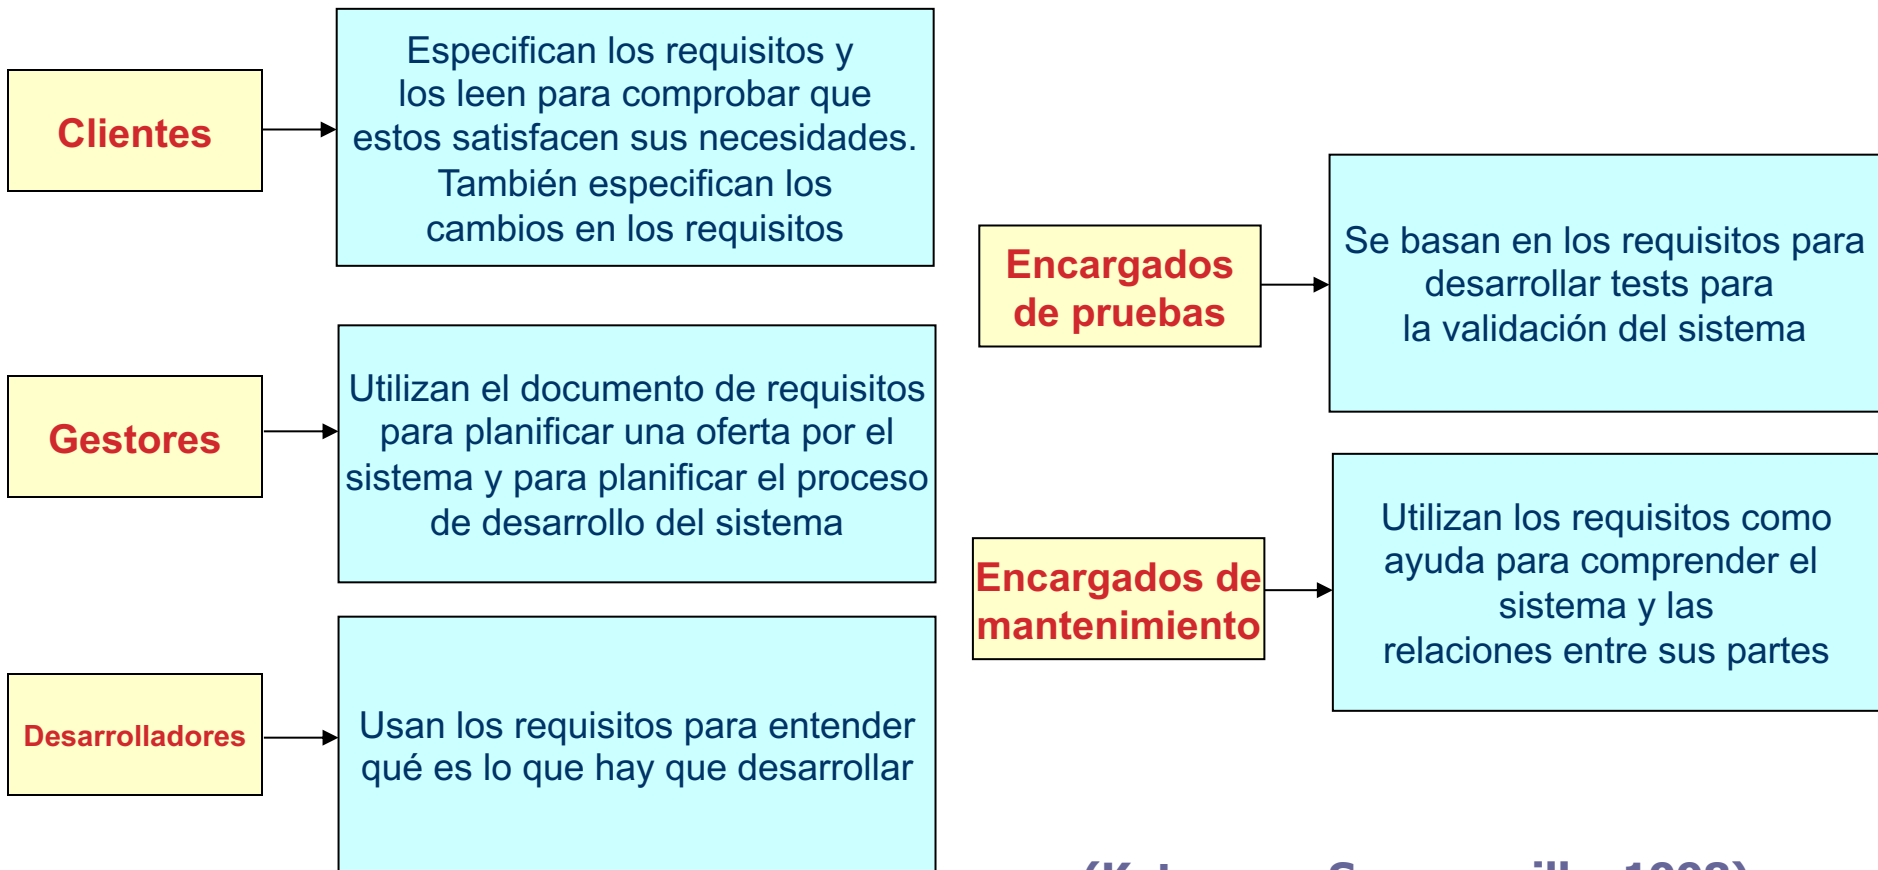 Clientes
Especifican los requisitos y
los leen para comprobar que
estos satisfacen sus necesidades.
También especifican los
cambios en los requisitos
Gestores
Utilizan el documento de requisitos
para planificar una oferta por el
sistema y para planificar el proceso
de desarrollo del sistema
Desarrolladores
Usan los requisitos para entender
qué es lo que hay que desarrollar
Encargados
de pruebas
Se basan en los requisitos para
desarrollar tests para
la validación del sistema
Encargados de
mantenimiento
Utilizan los requisitos como
ayuda para comprender el
sistema y las
relaciones entre sus partes